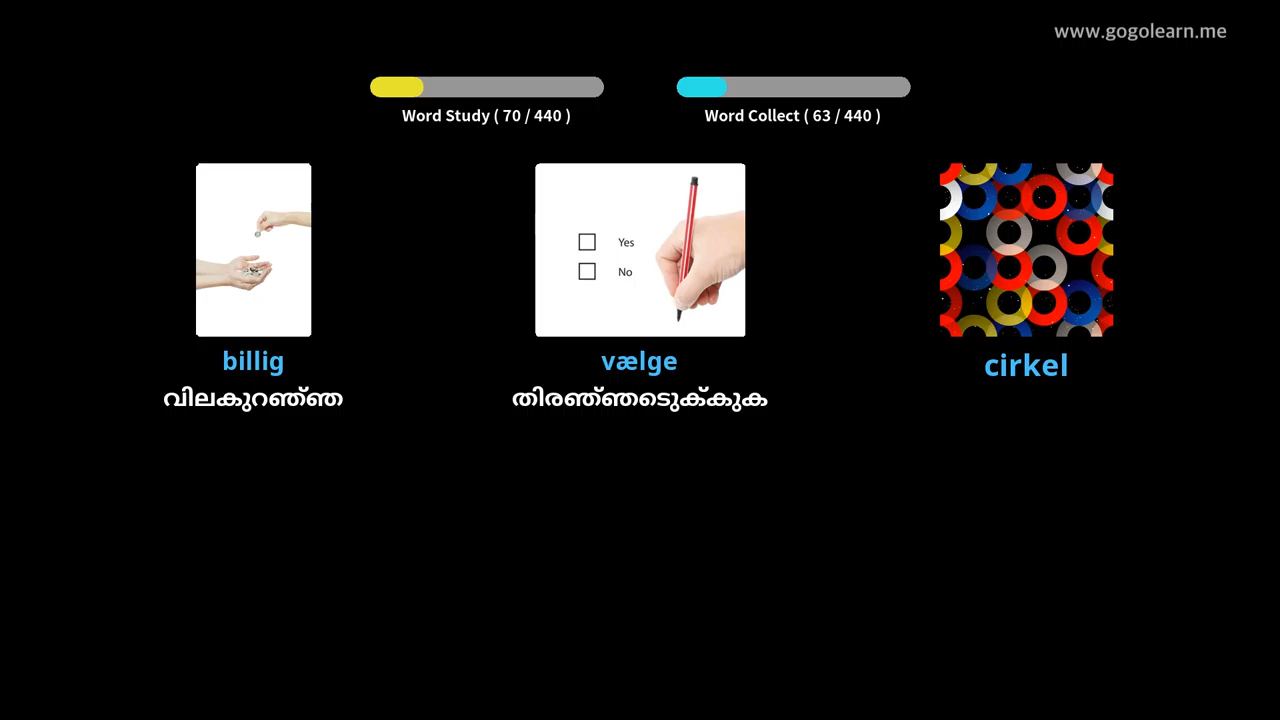 www.gogolearn.me
Word Study ( 70 / 440 )
Word Collect ( 63 / 440 )
Yes
No
billig
vælge
cirkel
വിലകുറഞ്ഞ
തിരഞ്ഞടുെക്കുക